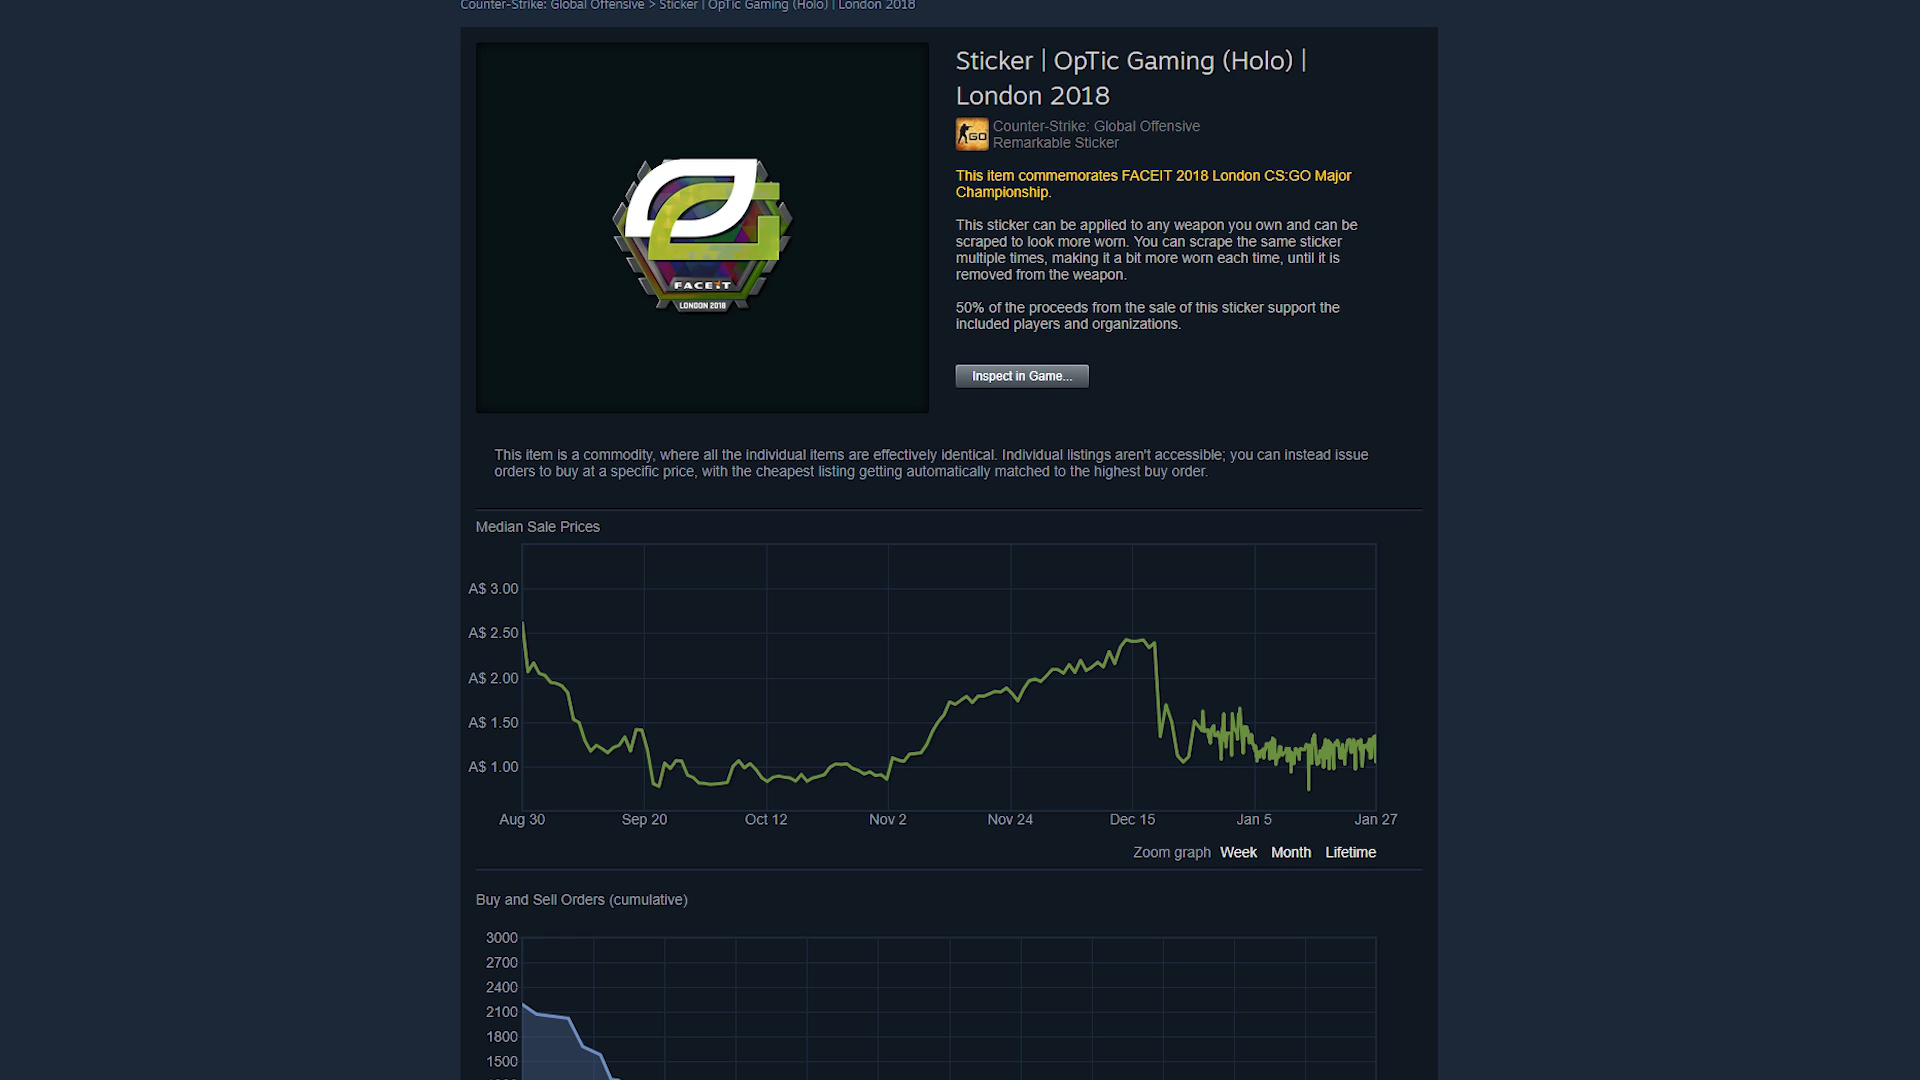 Counter-Strike: Global Offensive > Sticker | OpTic Gaming (Holo) | London 2018
Sticker | OpTic Gaming (Holo) |
London 2018
GO
Counter-Strike: Global Offensive
Remarkable Sticker
This item commemorates FACEIT 2018 London CS:GO Major
Championship.
This sticker can be applied to any weapon you own and can be
scraped to look more worn. You can scrape the same sticker
multiple times, making it a bit more worn each time, until it is
removed from the weapon.
50% of the proceeds from the sale of this sticker support the
included players and organizations.
Inspect in Game...
FACEIT
LONDON 2018
This item is a commodity, where all the individual items are effectively identical. Individual listings aren't accessible; you can instead issue
orders to buy at a specific price, with the cheapest listing getting automatically matched to the highest buy order.
Median Sale Prices
A$ 3.00
A$ 2.50
A$ 2.00
A$ 1.50
A$ 1.00
Aug 30 Sep 20 Oct 12 Nov 2 Nov 24 Dec 15 Jan 5 Jan 27
Zoom graph Week Month Lifetime
Buy and Sell Orders (cumulative)
3000
2700
2400
2100
1800
1500